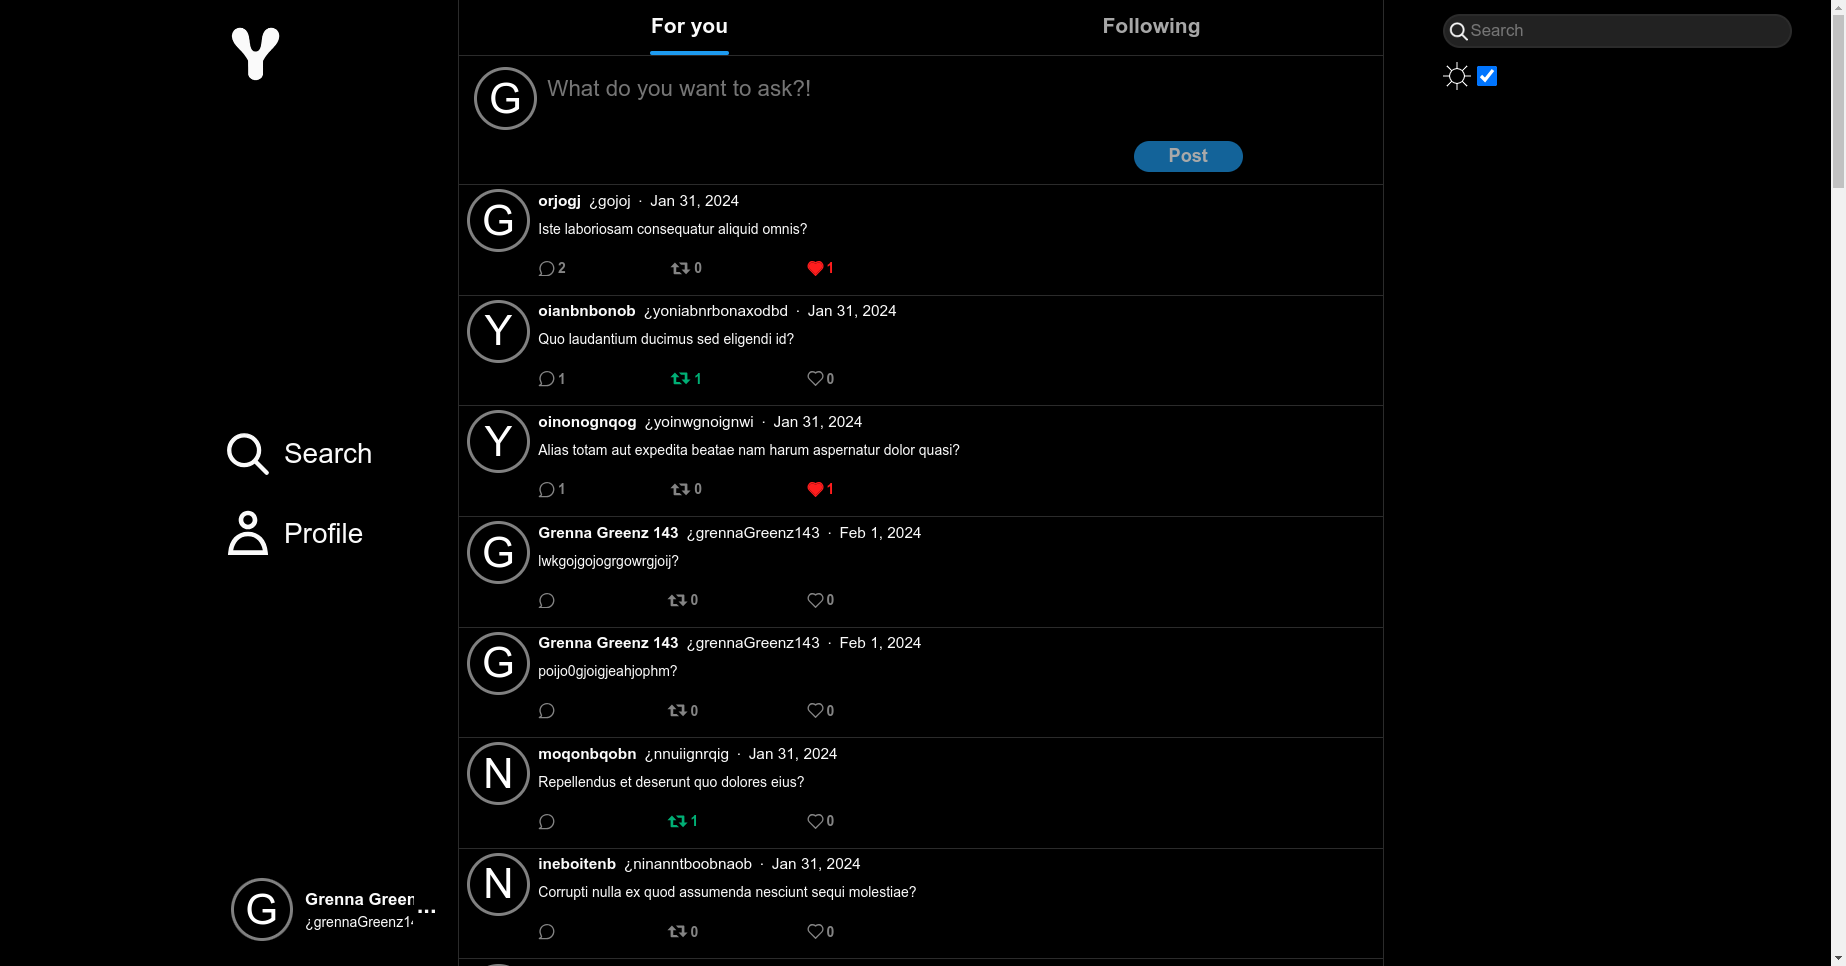 Y
Search
Profile
G
Grenna Green
¿grennaGreenz14
...
For you
Following
G
What do you want to ask?!
Post
G
orjogj ¿gojoj · Jan 31, 2024
Iste laboriosam consequatur aliquid omnis?
2 0 1
Y
oianbnbonob ¿yoniabnrbonaxodbd · Jan 31, 2024
Quo laudantium ducimus sed eligendi id?
1 1 0
Y
oinonognqog ¿yoinwgnoignwi · Jan 31, 2024
Alias totam aut expedita beatae nam harum aspernatur dolor quasi?
1 0 1
G
Grenna Greenz 143 ¿grennaGreenz143 · Feb 1, 2024
lwkgojgojogrgowrgjoij?
0 0
G
Grenna Greenz 143 ¿grennaGreenz143 · Feb 1, 2024
poijo0gjoigjeahjophm?
0 0
N
moqonbqobn ¿nnuiignrqig · Jan 31, 2024
Repellendus et deserunt quo dolores eius?
1 0
N
ineboitenb ¿ninanntboobnaob · Jan 31, 2024
Corrupti nulla ex quod assumenda nesciunt sequi molestiae?
0 0
Search